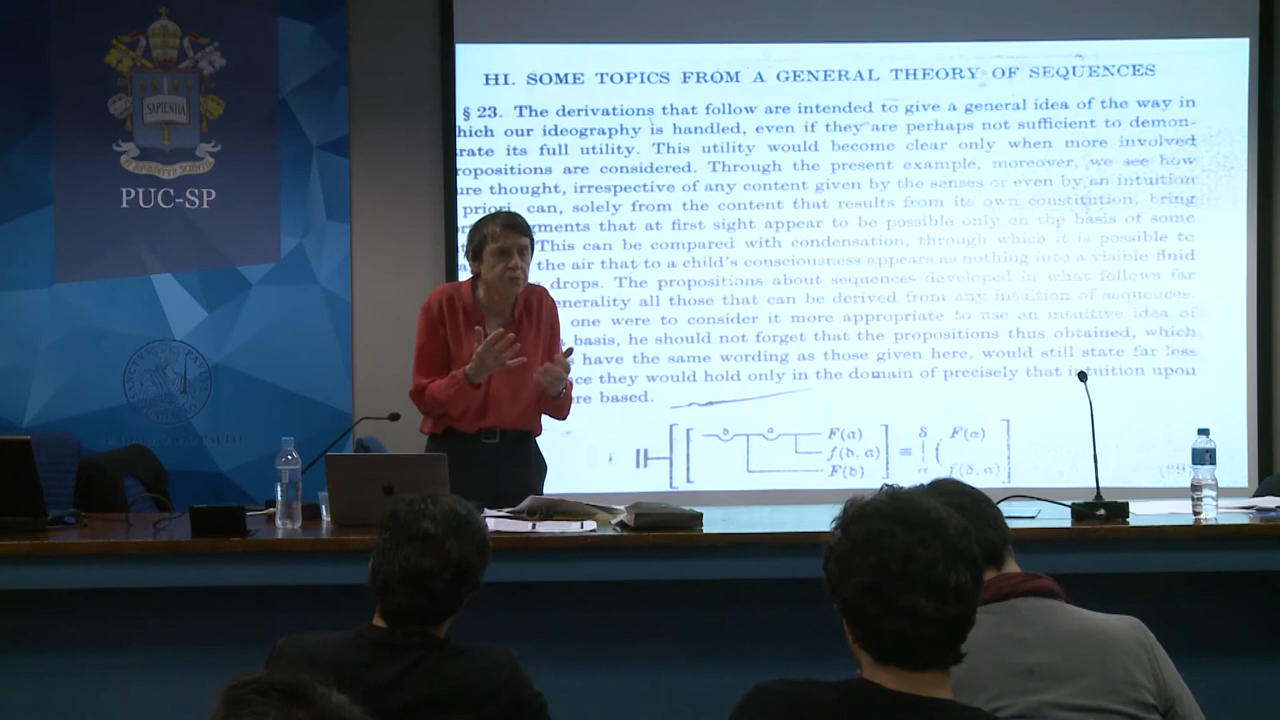 SAPIENTIA
PUC-SP
HI. SOME TOPICS FROM A GENERAL THEORY OF SEQUENCES
§ 23. The derivations that follow are intended to give a general idea of the way in
hich our ideography is handled, even if they are perhaps not sufficient to demon-
rate its full utility. This utility would become clear only when more involved
ropositions are considered. Through the present example, moreover, we see how
ure thought, irrespective of any content given by the senses or even by an intuition
priori, can, solely from the content that results from its own constitution, bring
gments that at first sight appear to be possible only on the basis of some
This can be compared with condensation, through which it is possible to
the air that to a child's consciousness appears as nothing into a visible fluid
drops. The propositions about sequences developed in what follows far
enerality all those that can be derived from any intuition of sequences.
one were to consider it more appropriate to use an intuitive idea of
basis, he should not forget that the propositions thus obtained, which
have the same wording as those given here, would still state far less
ce they would hold only in the domain of precisely that intuition upon
re based.
b a F(a) δ F(α)
f(b, a) ≡ (
F(b) α f(δ, α)